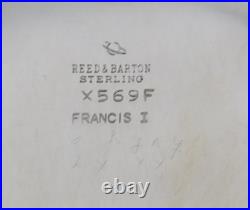 REED & BARTON
STERLING
X569F
FRANCIS I